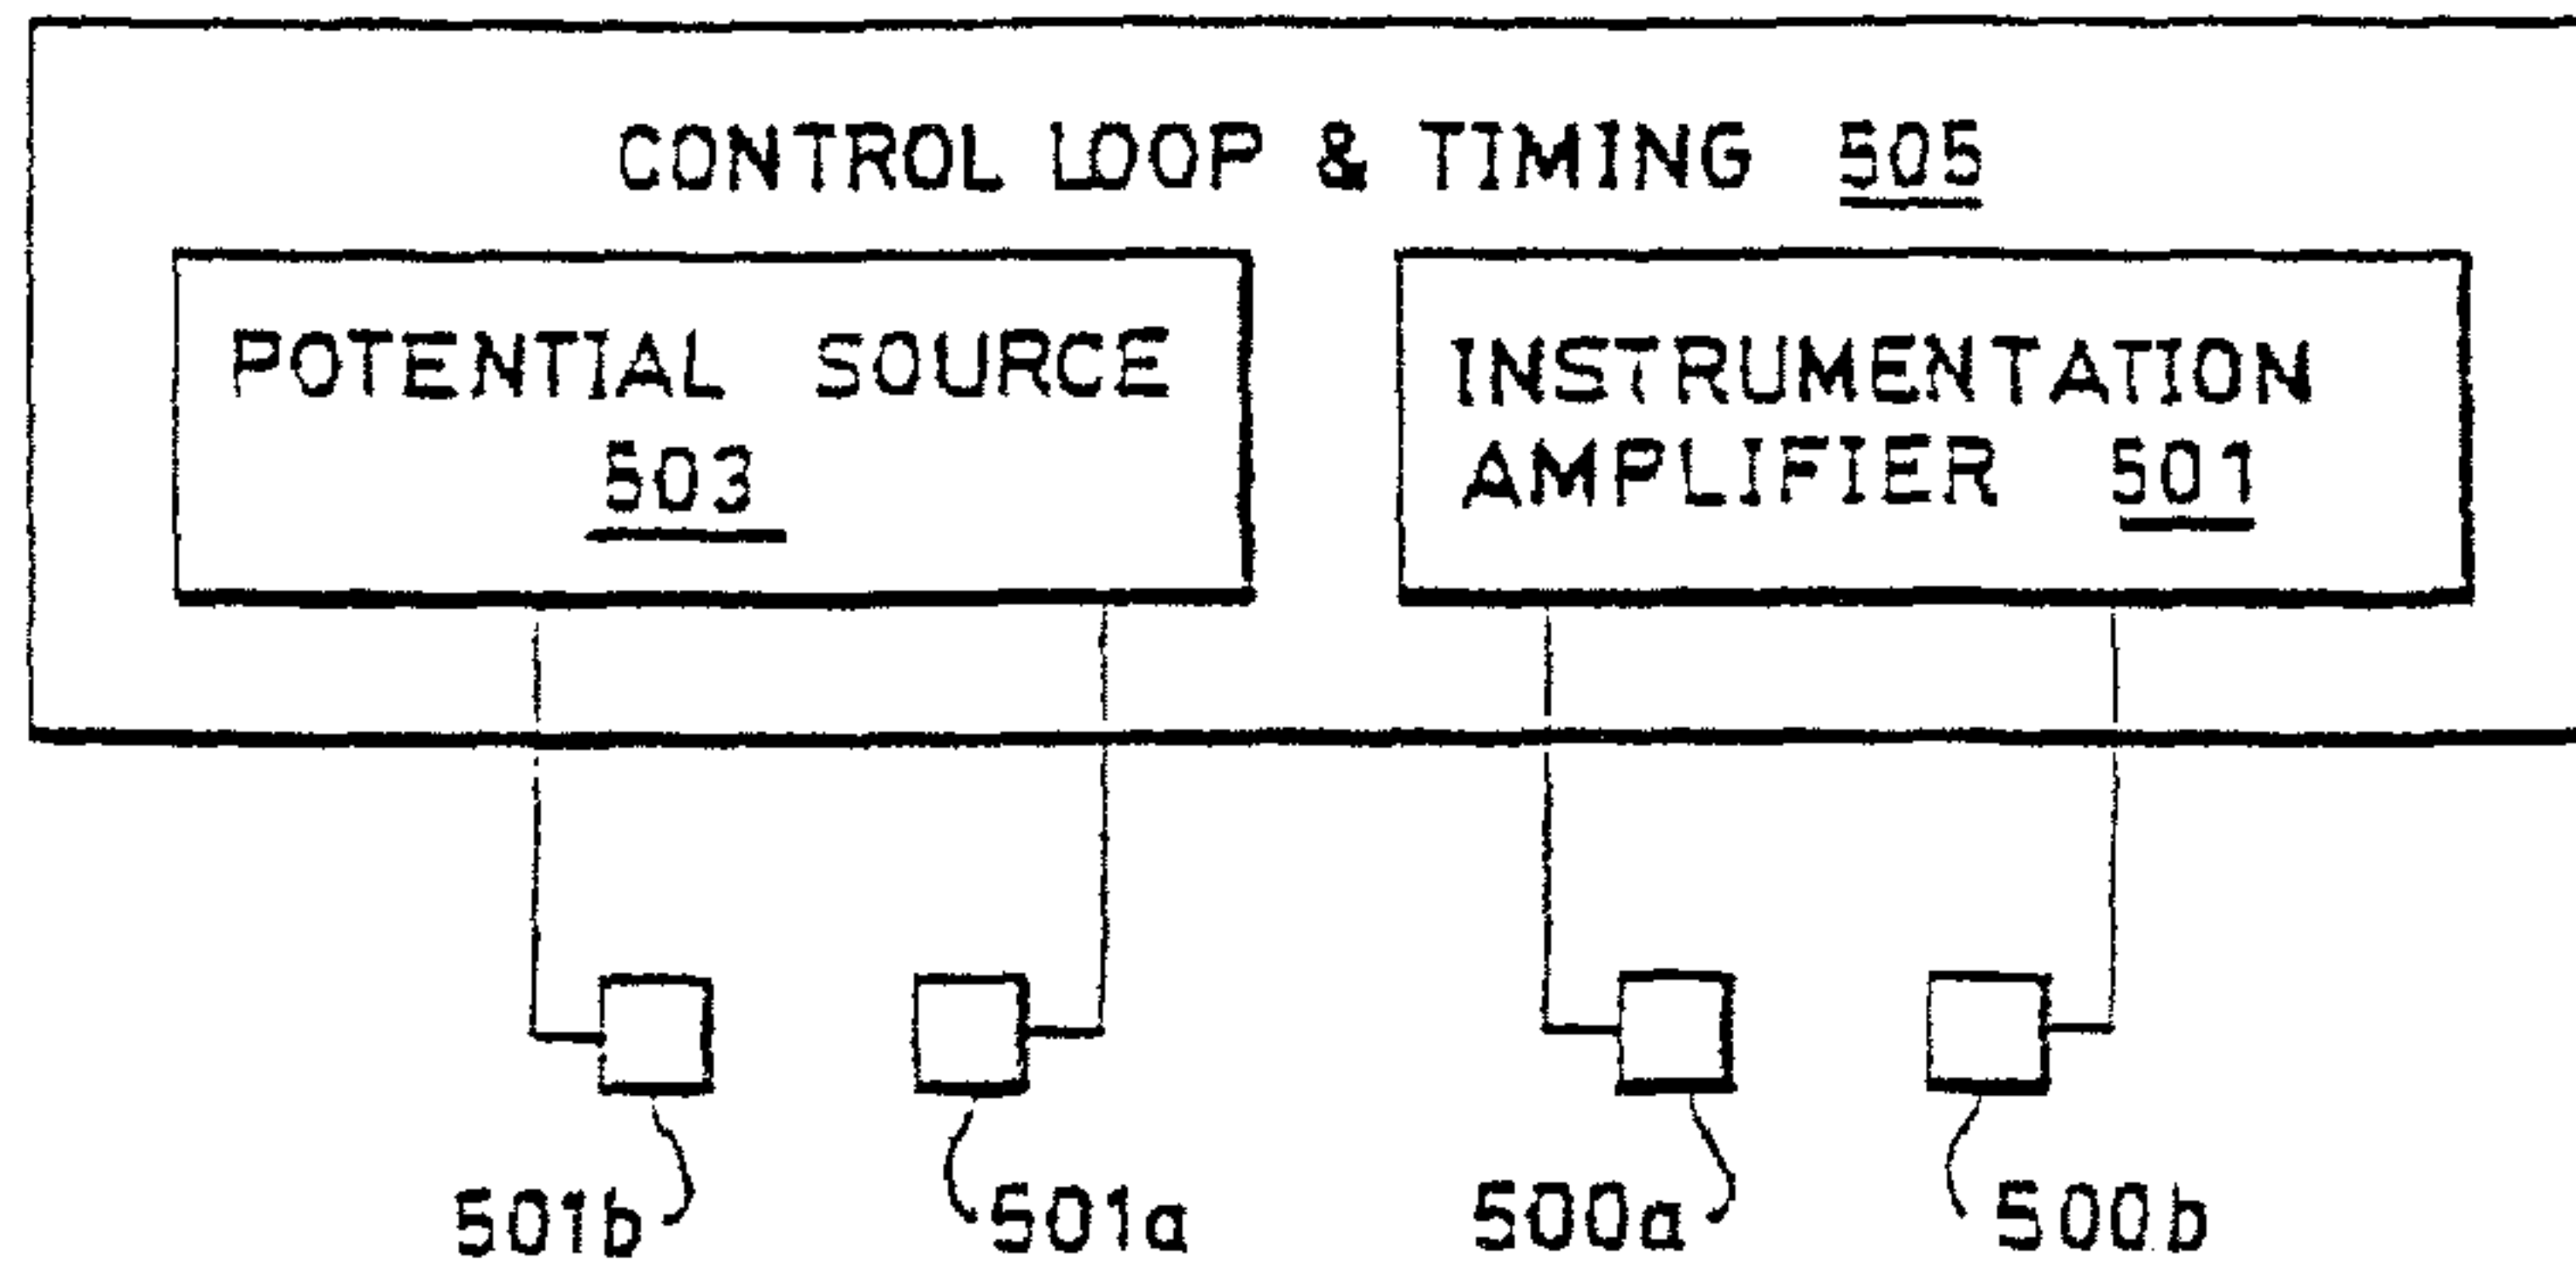 CONTROL LOOP & TIMING 505
POTENTIAL SOURCE
503
INSTRUMENTATION
AMPLIFIER 501
501b
501a
500a
500b